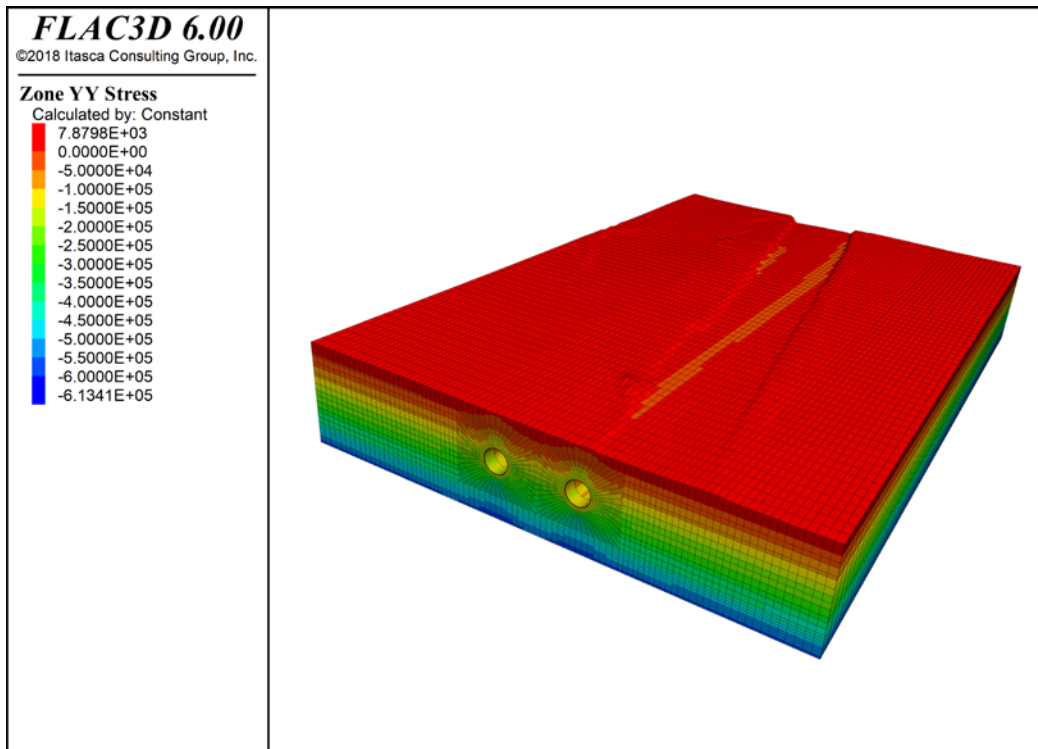 FLAC3D 6.00
©2018 Itasca Consulting Group, Inc.
Zone YY Stress
Calculated by: Constant
7.8798E+03
0.0000E+00
-5.0000E+04
-1.0000E+05
-1.5000E+05
-2.0000E+05
-2.5000E+05
-3.0000E+05
-3.5000E+05
-4.0000E+05
-4.5000E+05
-5.0000E+05
-5.5000E+05
-6.0000E+05
-6.1341E+05